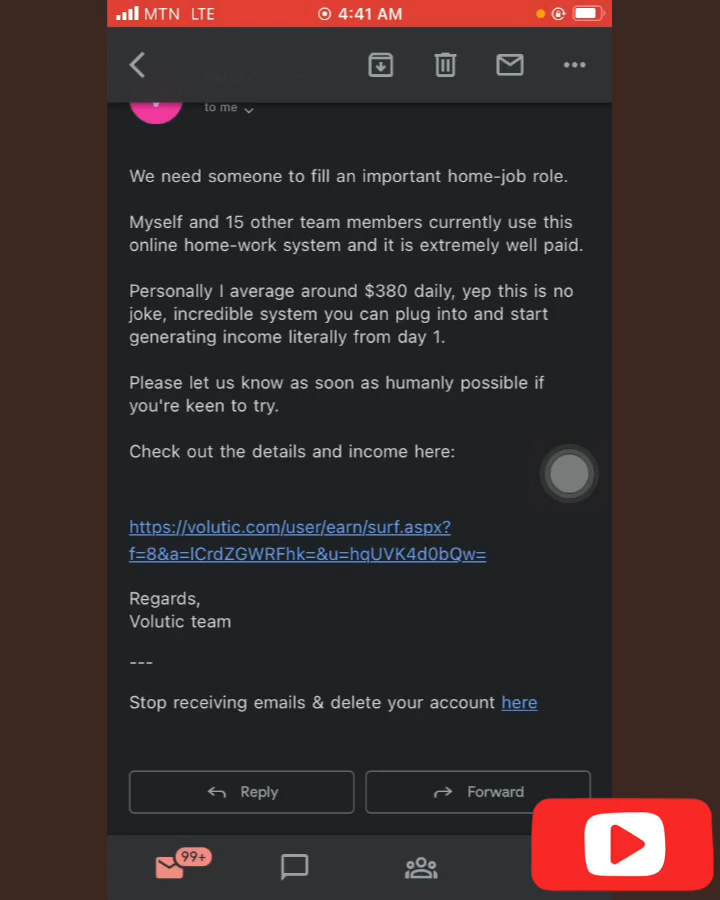 MTN LTE 4:41 AM
to me
We need someone to fill an important home-job role.
Myself and 15 other team members currently use this
online home-work system and it is extremely well paid.
Personally I average around $380 daily, yep this is no
joke, incredible system you can plug into and start
generating income literally from day 1.
Please let us know as soon as humanly possible if
you're keen to try.
Check out the details and income here:
https://volutic.com/user/earn/surf.aspx?
f=8&a=lCrdZGWRFhk=&u=hqUVK4d0bQw=
Regards,
Volutic team
---
Stop receiving emails & delete your account here
Reply Forward
99+